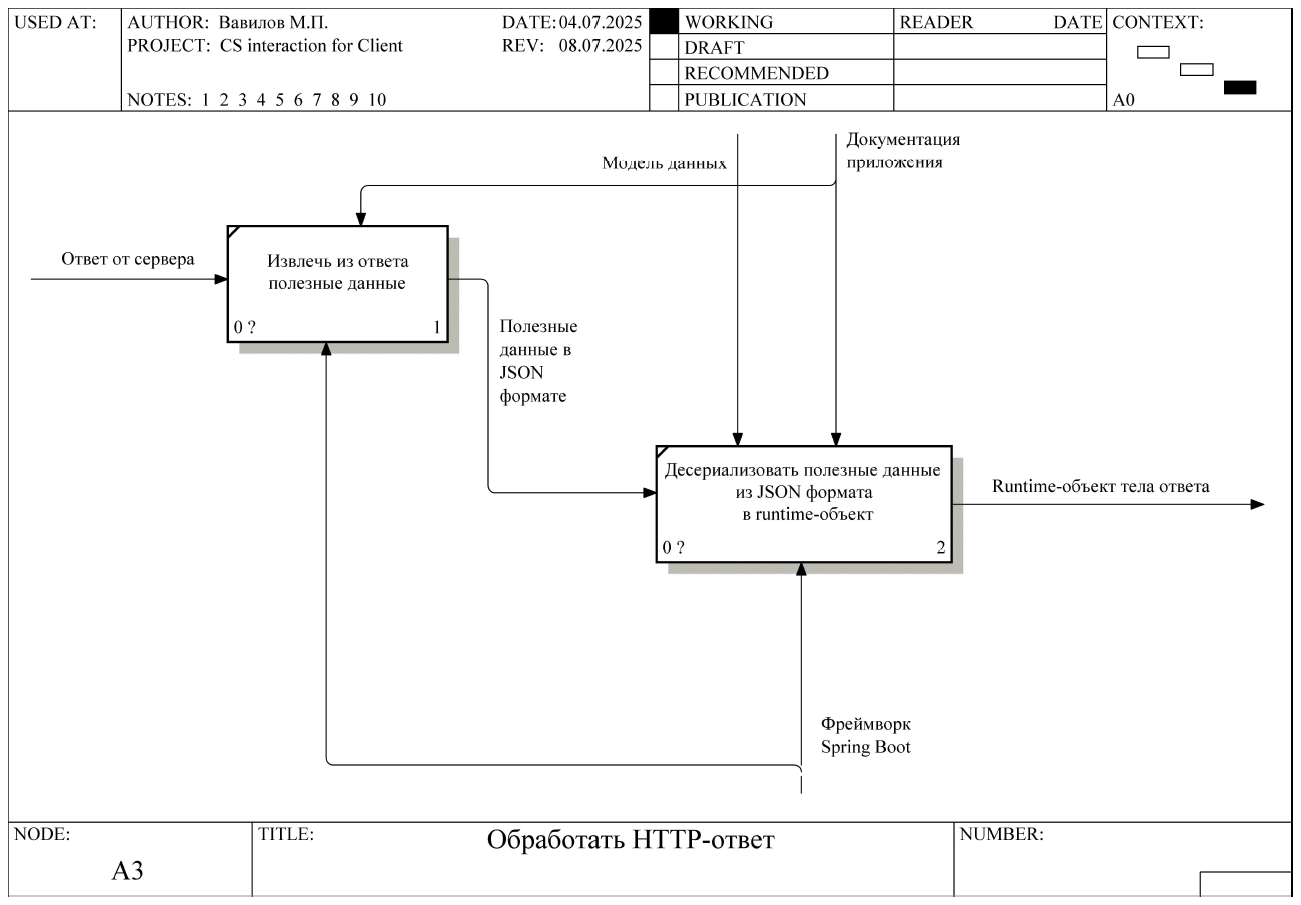 USED AT:
AUTHOR: Вавилов М.П.
DATE: 04.07.2025
PROJECT: CS interaction for Client
REV: 08.07.2025
NOTES: 1 2 3 4 5 6 7 8 9 10
WORKING
DRAFT
RECOMMENDED
PUBLICATION
READER DATE
CONTEXT:
A0
Модель данных
Документация
приложения
Ответ от сервера
Извлечь из ответа
полезные данные
0 ? 1
Полезные
данные в
JSON
формате
Десериализовать полезные данные
из JSON формата
в runtime-объект
0 ? 2
Runtime-объект тела ответа
Фреймворк
Spring Boot
NODE:
A3
TITLE:
Обработать HTTP-ответ
NUMBER: